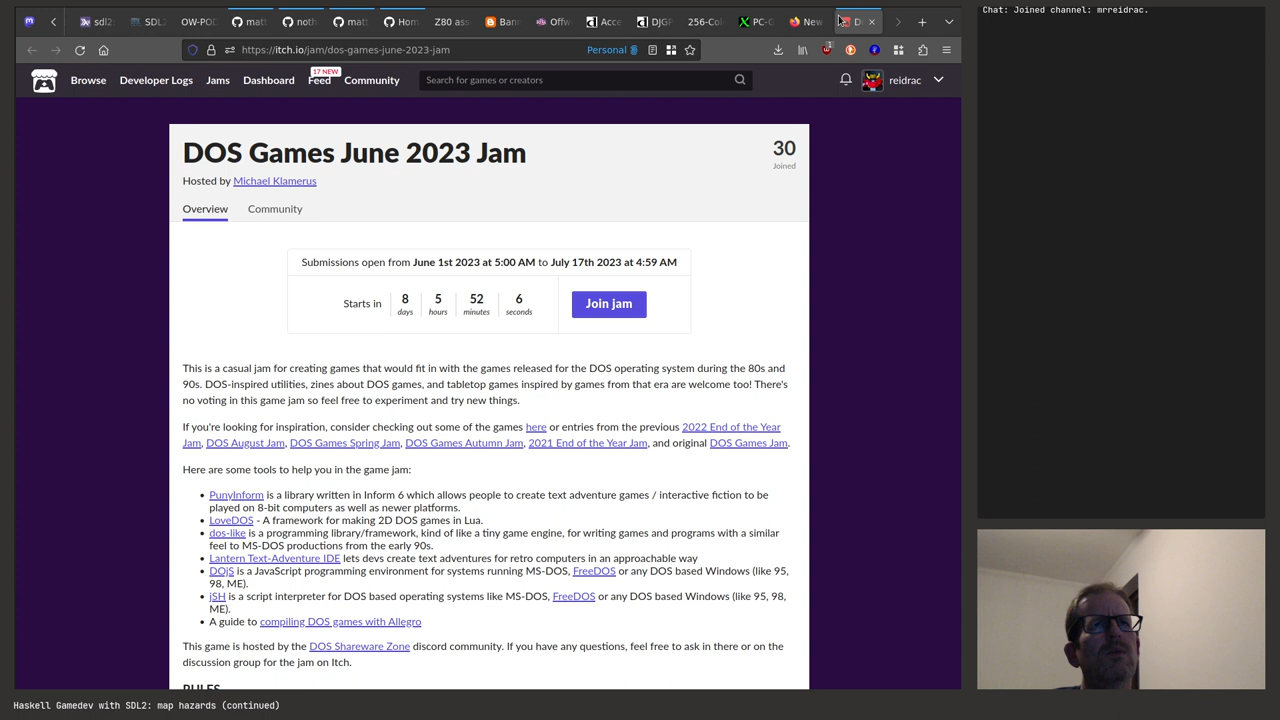 sdl2
SDL2
OW-POC
matt
noth
matt
Hom
Z80 asse
Bann
Offw
Acce
DJGP
256-Colo
PC-G
New
D
Chat: Joined channel: mrreidrac.
https://itch.io/jam/dos-games-june-2023-jam
Personal
17 NEW
Browse
Developer Logs
Jams
Dashboard
Feed
Community
Search for games or creators
reidrac
DOS Games June 2023 Jam
30
Joined
Hosted by Michael Klamerus
Overview
Community
Submissions open from June 1st 2023 at 5:00 AM to July 17th 2023 at 4:59 AM
Starts in
8
days
5
hours
52
minutes
6
seconds
Join jam
This is a casual jam for creating games that would fit in with the games released for the DOS operating system during the 80s and
90s. DOS-inspired utilities, zines about DOS games, and tabletop games inspired by games from that era are welcome too! There's
no voting in this game jam so feel free to experiment and try new things.
If you're looking for inspiration, consider checking out some of the games here or entries from the previous 2022 End of the Year
Jam, DOS August Jam, DOS Games Spring Jam, DOS Games Autumn Jam, 2021 End of the Year Jam, and original DOS Games Jam.
Here are some tools to help you in the game jam:
• PunyInform is a library written in Inform 6 which allows people to create text adventure games / interactive fiction to be
played on 8-bit computers as well as newer platforms.
• LoveDOS - A framework for making 2D DOS games in Lua.
• dos-like is a programming library/framework, kind of like a tiny game engine, for writing games and programs with a similar
feel to MS-DOS productions from the early 90s.
• Lantern Text-Adventure IDE lets devs create text adventures for retro computers in an approachable way
• DOjS is a JavaScript programming environment for systems running MS-DOS, FreeDOS or any DOS based Windows (like 95,
98, ME).
• jSH is a script interpreter for DOS based operating systems like MS-DOS, FreeDOS or any DOS based Windows (like 95, 98,
ME).
• A guide to compiling DOS games with Allegro
This game is hosted by the DOS Shareware Zone discord community. If you have any questions, feel free to ask in there or on the
discussion group for the jam on Itch.
RULES
Haskell Gamedev with SDL2: map hazards (continued)